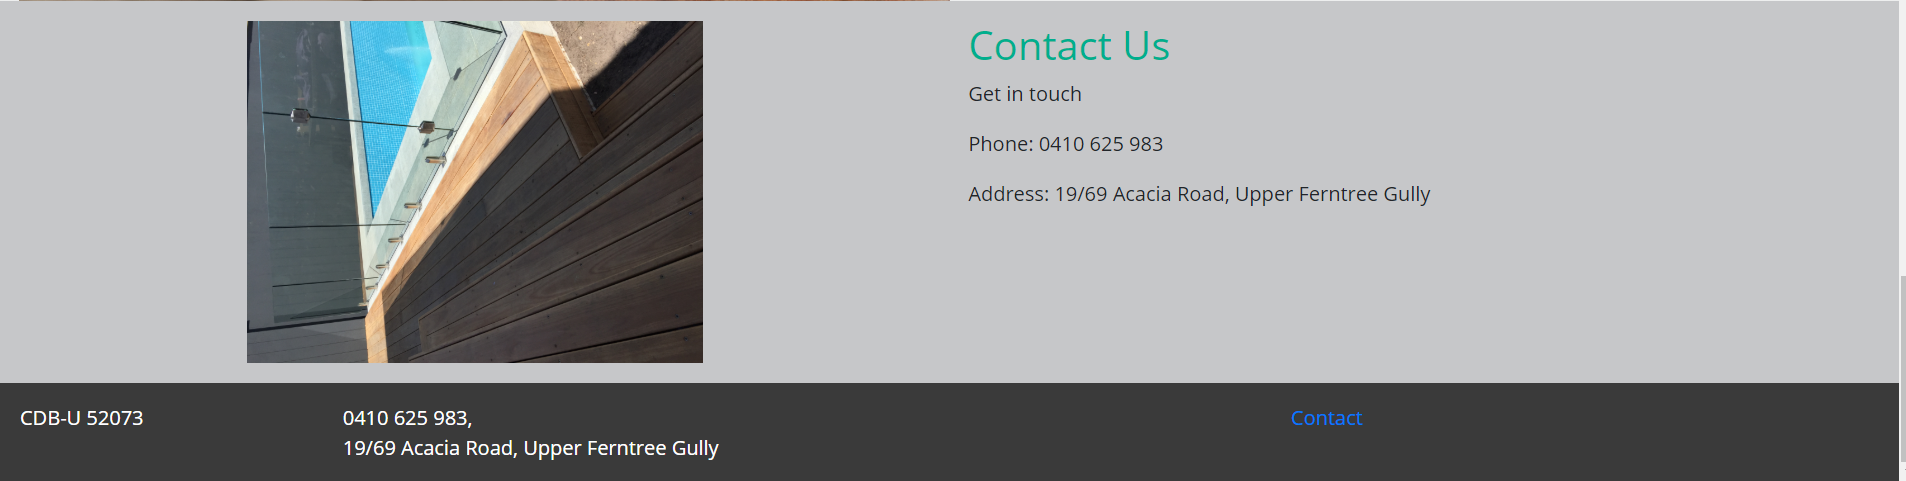 Contact Us
Get in touch
Phone: 0410 625 983
Address: 19/69 Acacia Road, Upper Ferntree Gully
CDB-U 52073
0410 625 983,
19/69 Acacia Road, Upper Ferntree Gully
Contact